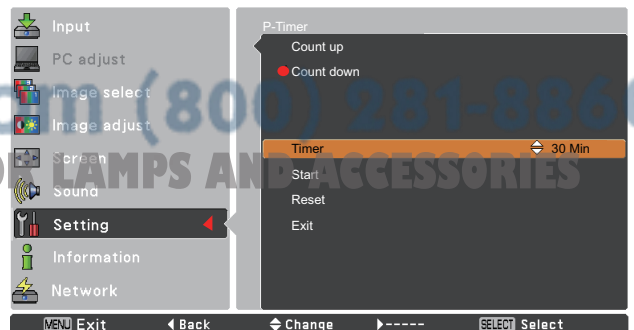 Input
PC adjust
Image select
Image adjust
Screen
Sound
Setting
Information
Network
P-Timer
Count up
Count down
Timer 30 Min
Start
Reset
Exit
om (800) 281-886
R LAMPS AND ACCESSORIES
MENU Exit Back Change ----- SELECT Select